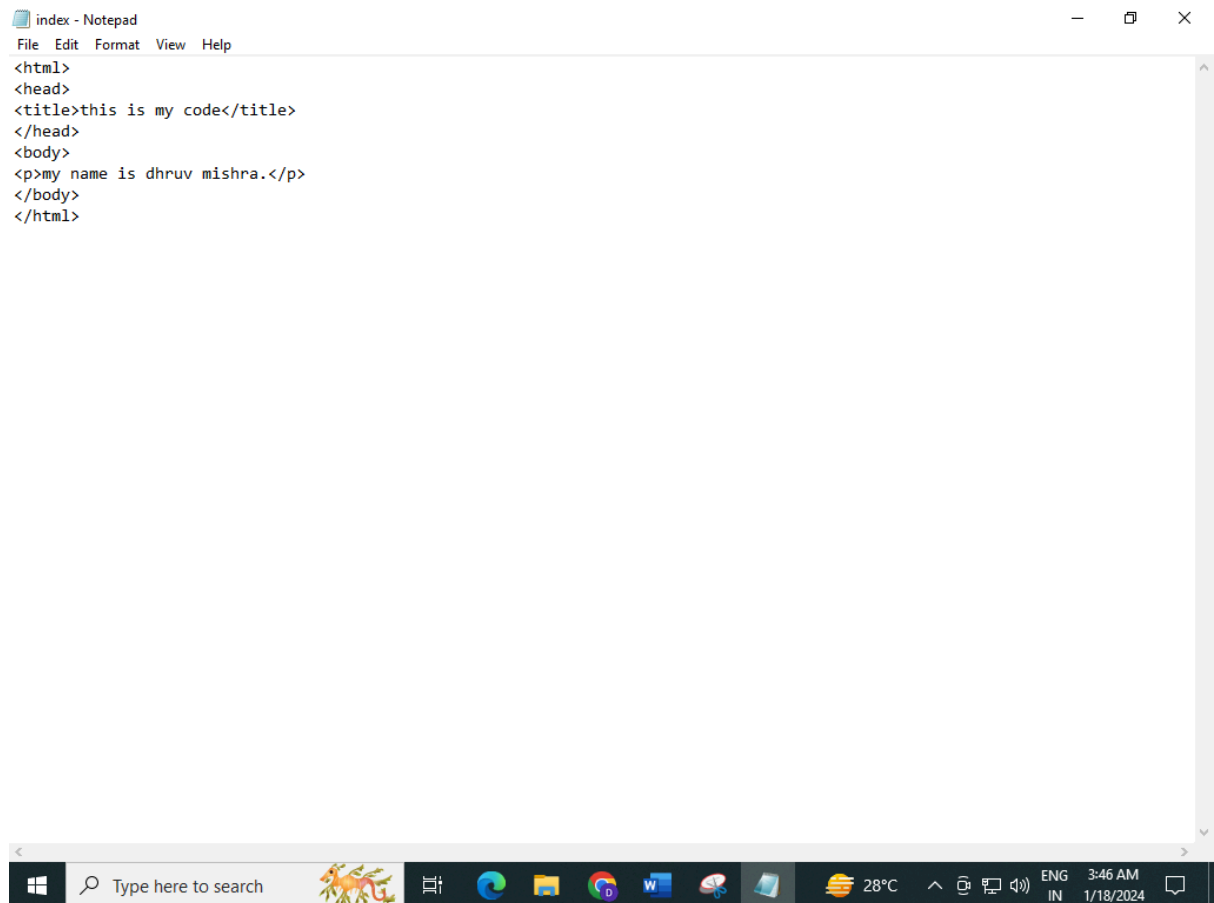 index - Notepad
File Edit Format View Help
<html>
<head>
<title>this is my code</title>
</head>
<body>
<p>my name is dhruv mishra.</p>
</body>
</html>
Type here to search
28°C
ENG
IN
3:46 AM
1/18/2024